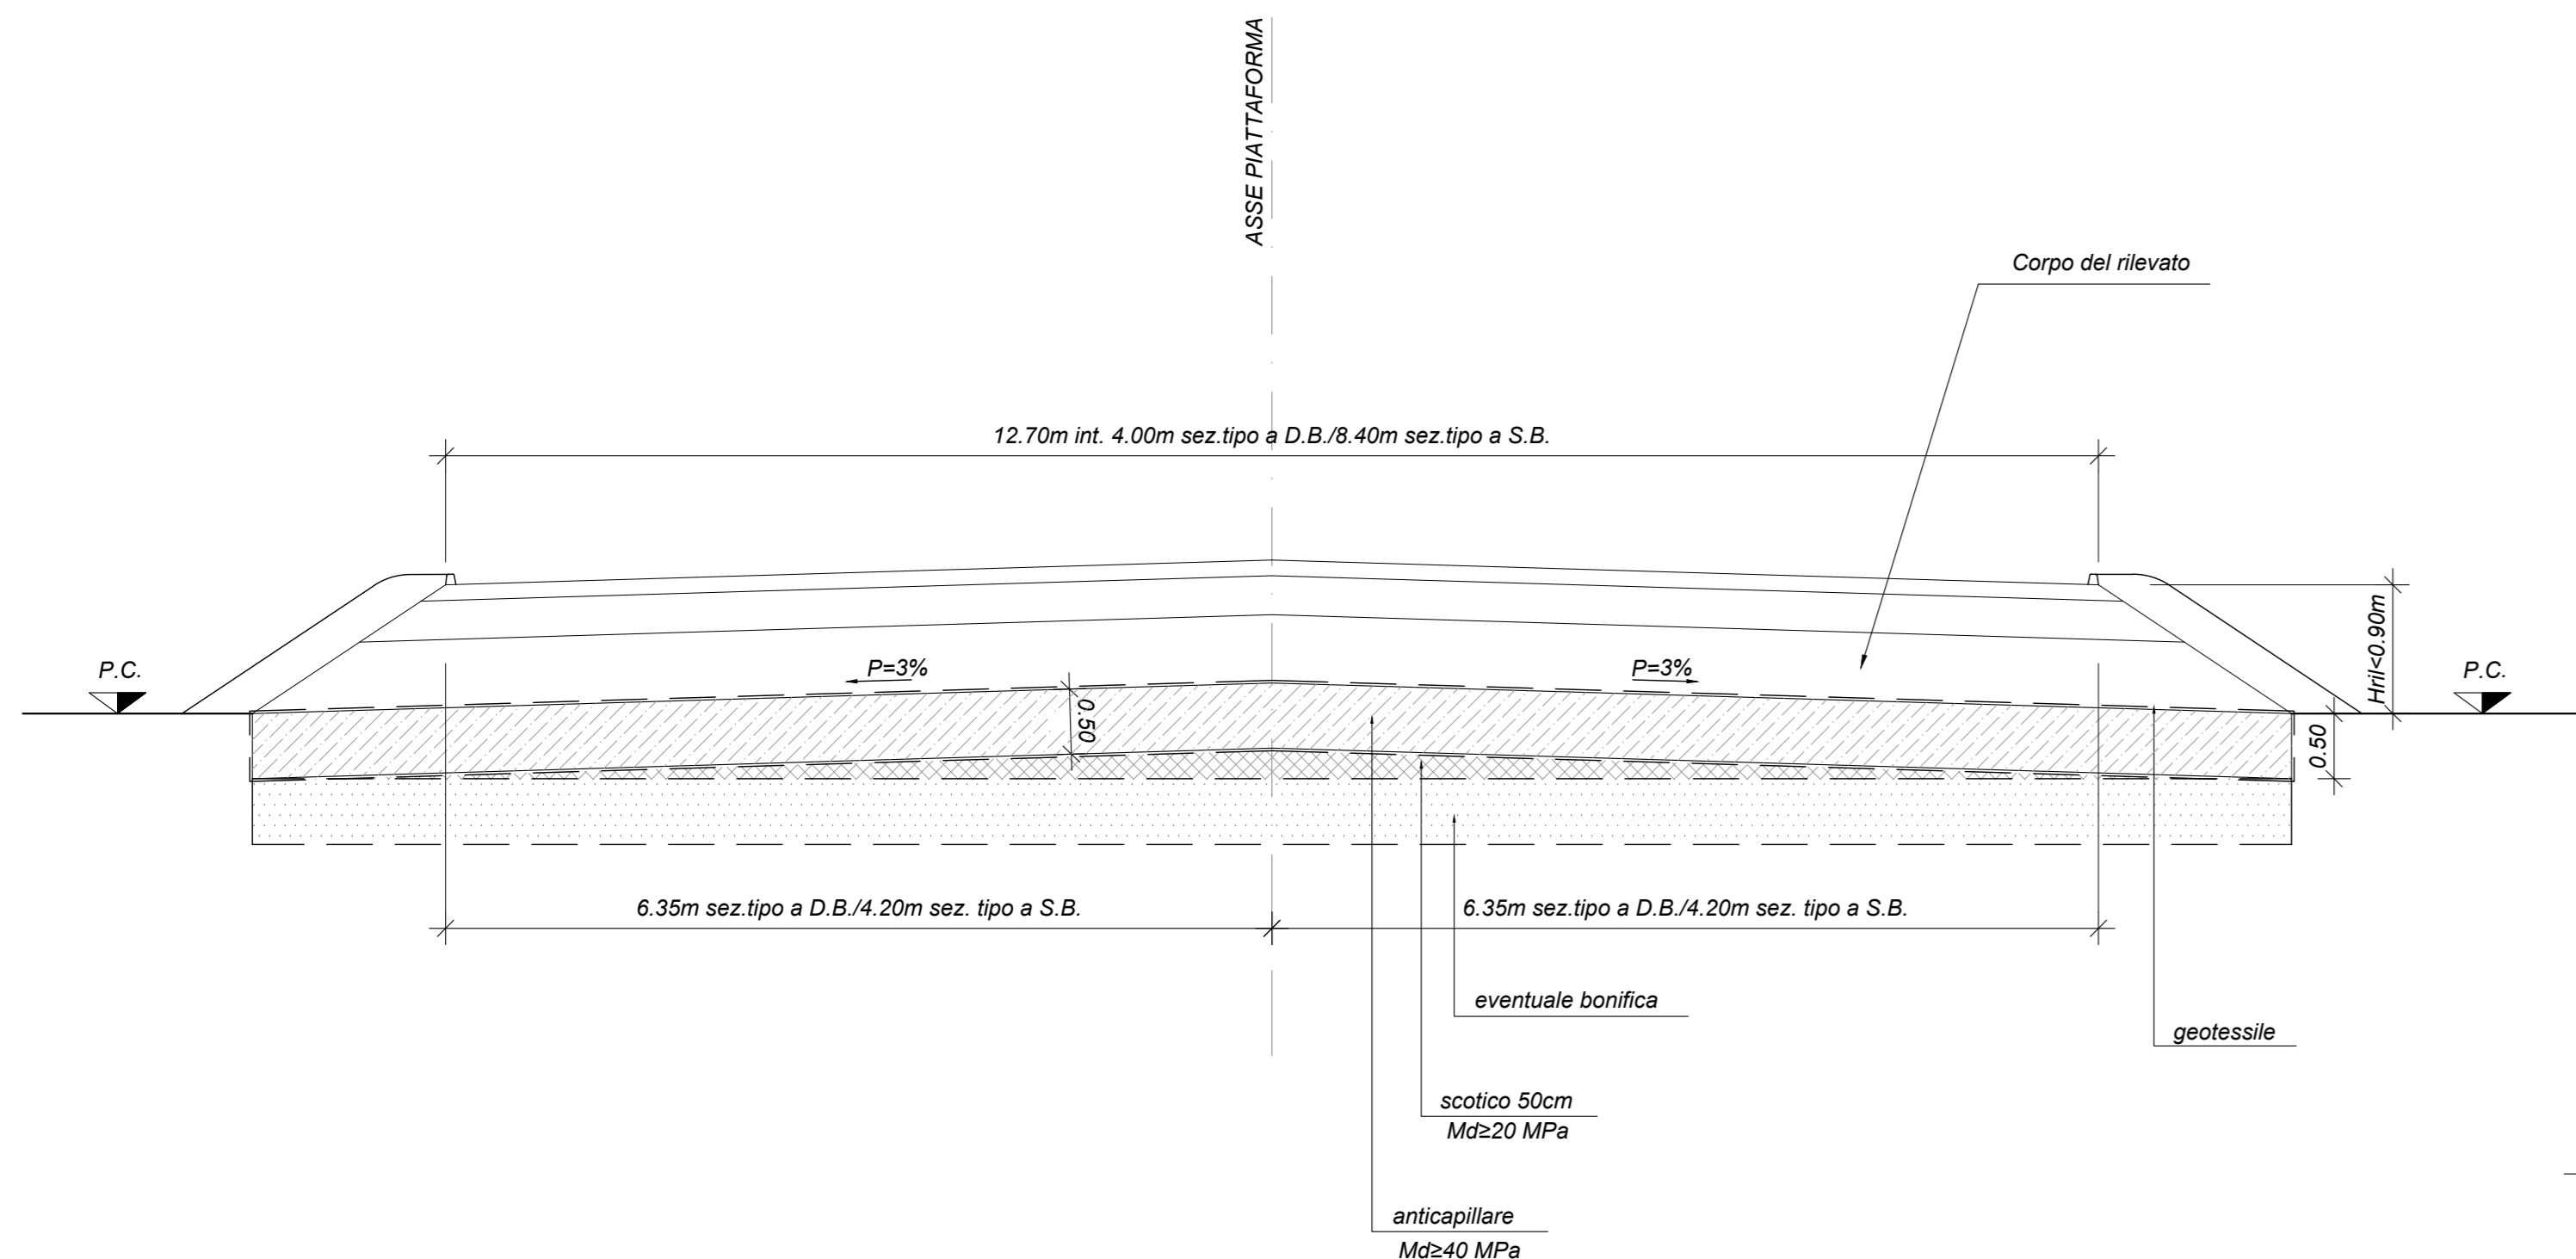 ASSE PIATTAFORMA
Corpo del rilevato
12.70m int. 4.00m sez.tipo a D.B./8.40m sez.tipo a S.B.
Hril<0.90m
P.C.
P=3%
P=3%
P.C.
0.50
0.50
6.35m sez.tipo a D.B./4.20m sez. tipo a S.B.
6.35m sez.tipo a D.B./4.20m sez. tipo a S.B.
eventuale bonifica
geotessile
scotico 50cm
Md≥20 MPa
anticapillare
Md≥40 MPa